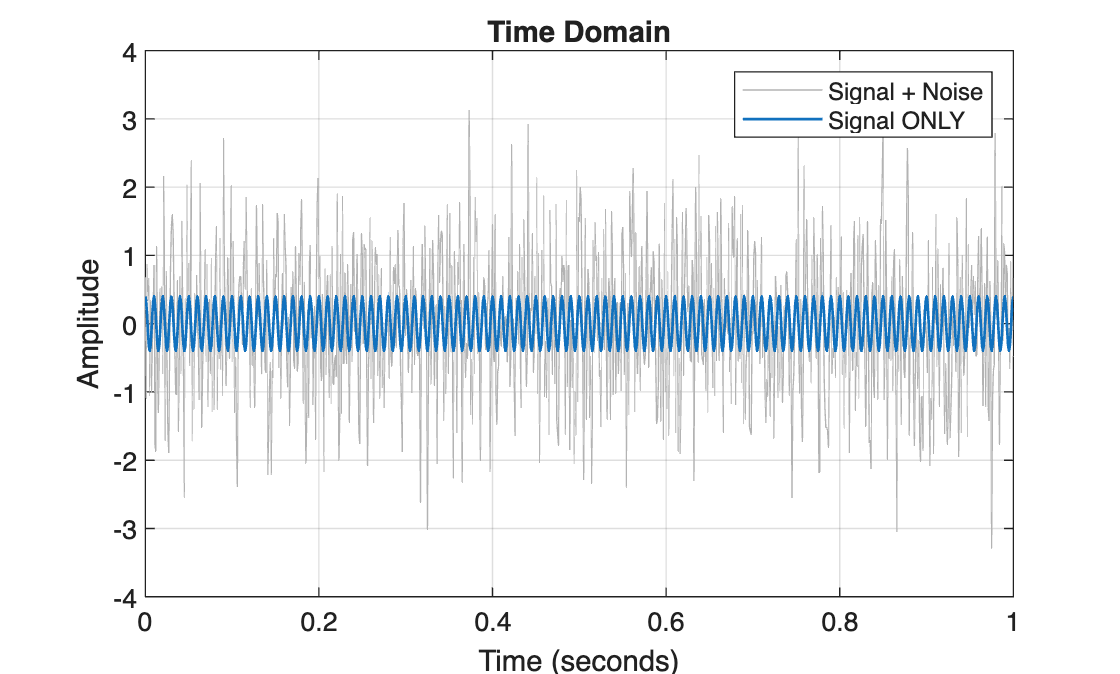 Time Domain
Signal + Noise
Signal ONLY
4
3
2
1
0
-1
-2
-3
-4
Amplitude
0 0.2 0.4 0.6 0.8 1
Time (seconds)